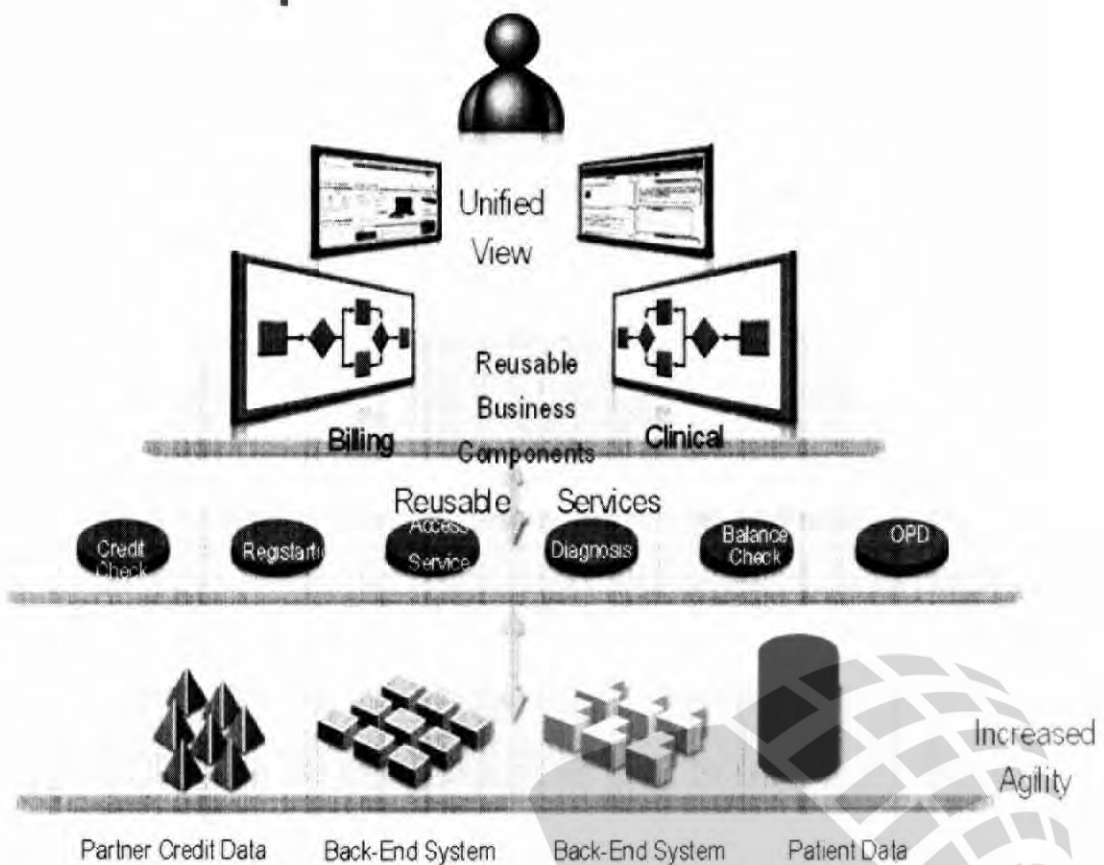 Unified
View
Reusable
Business
Components
Billing
Clinical
Reusable Services
Credit
Check
Registartic
Access
Service
Diagnosis
Balance
Check
OPD
Increased
Agility
Partner Credit Data
Back-End System
Back-End System
Patient Data